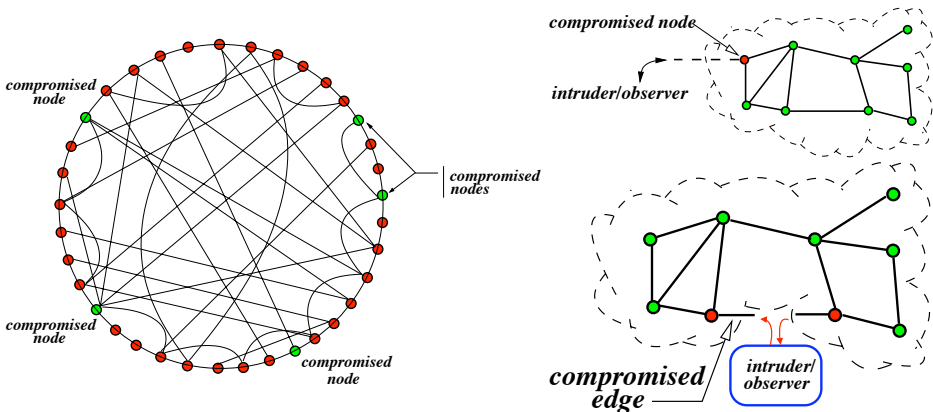 compromised
node
compromised
nodes
compromised
node
compromised
node
compromised node
intruder/observer
compromised
edge
intruder/
observer